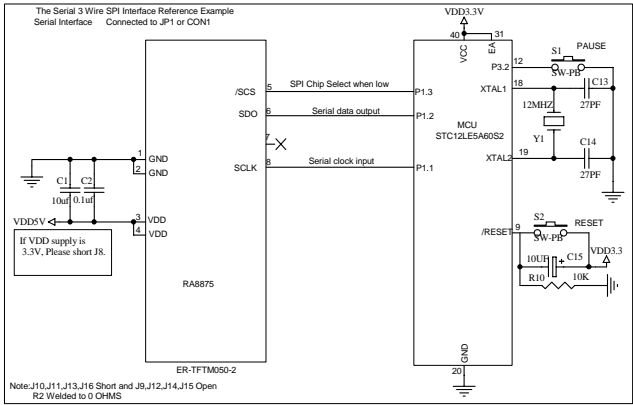 The Serial 3 Wire SPI Interface Reference Example
Serial Interface Connected to JP1 or CON1
VDD3.3V
40
31
VCC
EA
S1
PAUSE
P3.2
12
SW-PB
/SCS
5
SPI Chip Select when low
P1.3
XTAL1
18
C13
27PF
SDO
6
Serial data output
P1.2
12MHZ
Y1
MCU
STC12LE5A60S2
7
SCLK
8
Serial clock input
P1.1
XTAL2
19
C14
27PF
1
GND
2
GND
C1
C2
10uf
0.1uf
VDD5V
3
VDD
4
VDD
If VDD supply is
3.3V, Please short J8.
S2
RESET
/RESET
9
SW-PB
VDD3.3
10UF
+
C15
R10
10K
RA8875
GND
20
ER-TFTM050-2
Note:J10,J11,J13,J16 Short and J9,J12,J14,J15 Open
R2 Welded to 0 OHMS